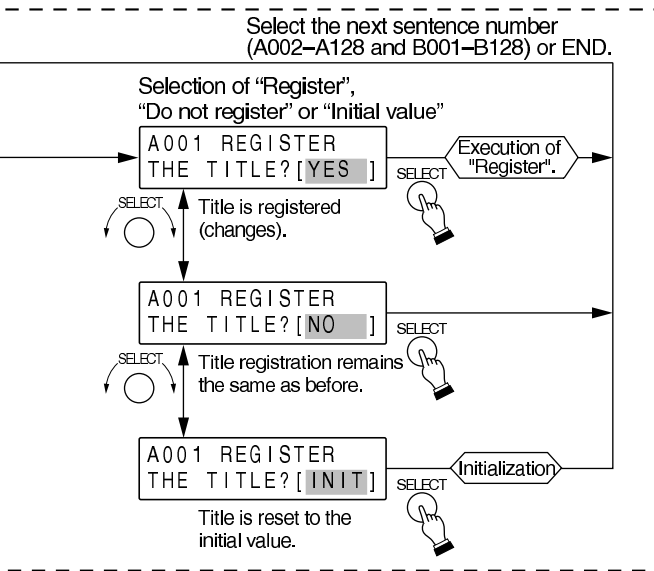 Select the next sentence number
(A002–A128 and B001–B128) or END.
Selection of “Register”,
“Do not register” or “Initial value”
A001 REGISTER
THE TITLE?[YES ]
SELECT
Execution of
"Register".
SELECT
Title is registered
(changes).
A001 REGISTER
THE TITLE?[NO ]
SELECT
SELECT
Title registration remains
the same as before.
A001 REGISTER
THE TITLE?[INIT]
SELECT
Initialization
Title is reset to the
initial value.